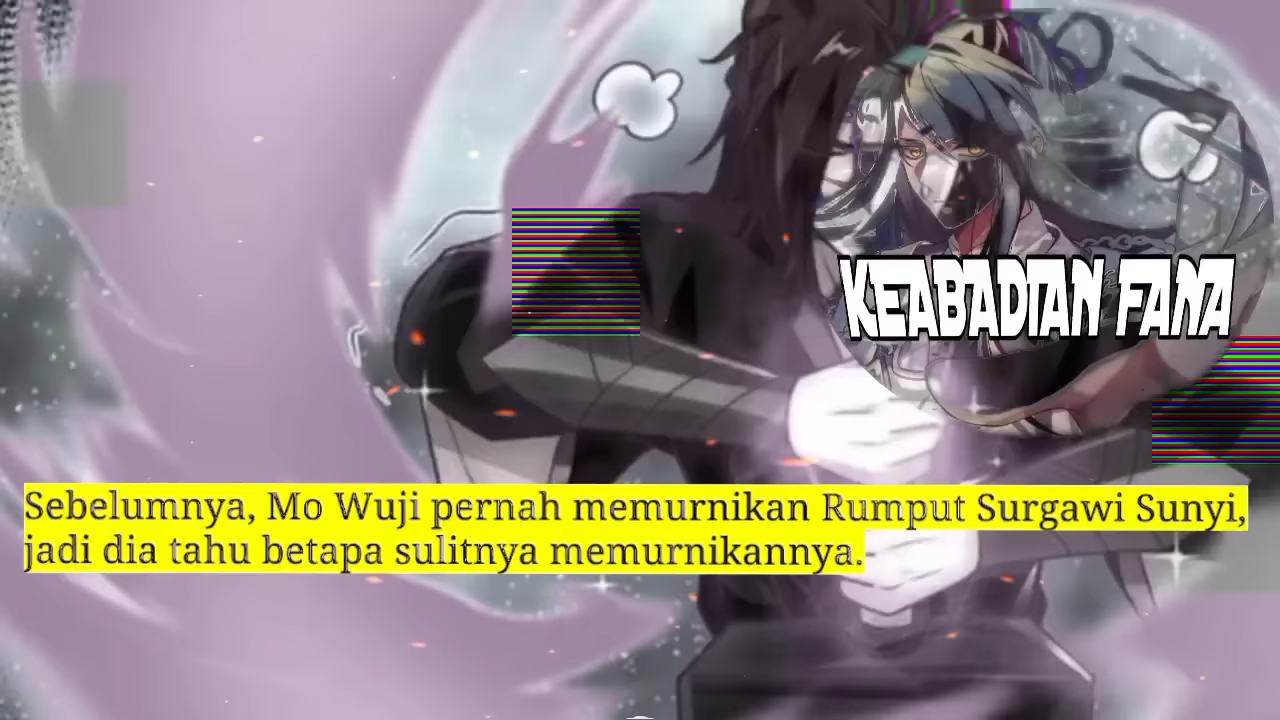 KEABADIAN FANA
Sebelumnya, Mo Wuji pernah memurnikan Rumput Surgawi Sunyi,
jadi dia tahu betapa sulitnya memurnikannya.